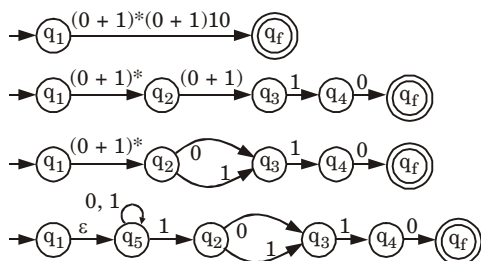 (0 + 1)*(0 + 1)10
q1 qf
(0 + 1)* (0 + 1) 1 0
q1 q2 q3 q4 qf
(0 + 1)* 0 1 0
q1 q2 q3 q4 qf
1
0, 1
ε 1 0 1 0
q1 q5 q2 q3 q4 qf
1